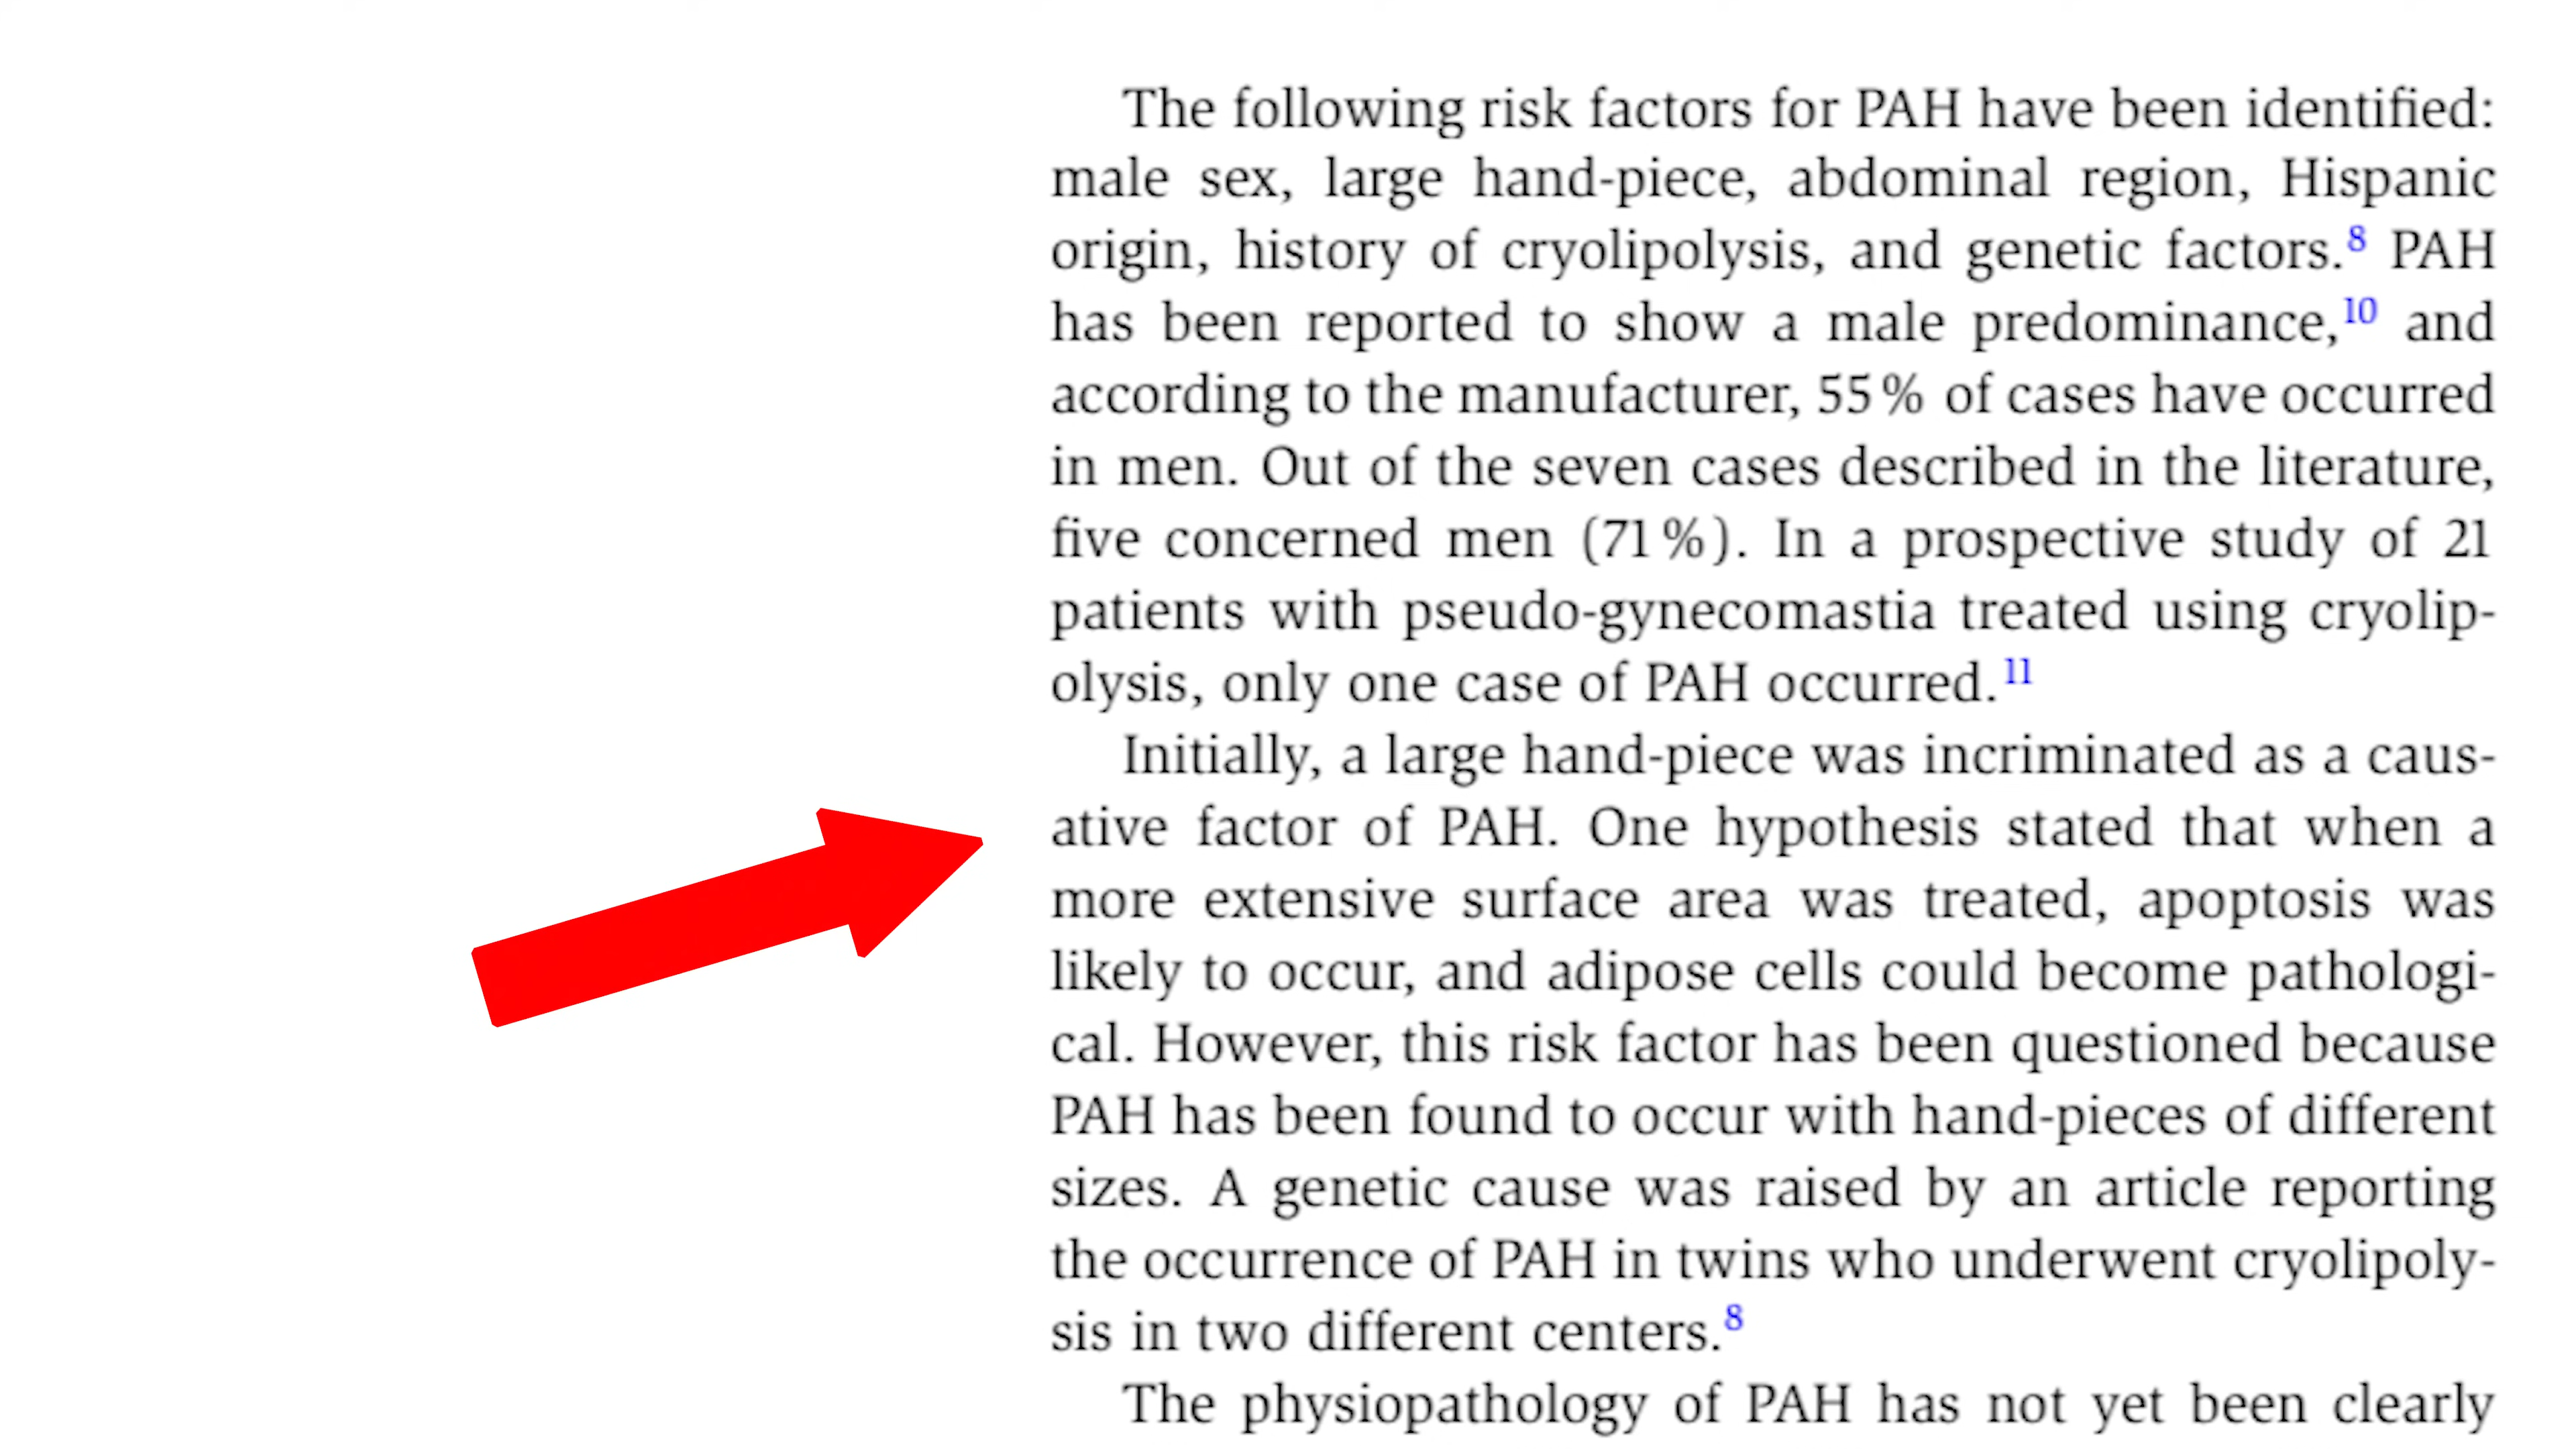 The following risk factors for PAH have been identified:
male sex, large hand-piece, abdominal region, Hispanic
origin, history of cryolipolysis, and genetic factors.8 PAH
has been reported to show a male predominance,10 and
according to the manufacturer, 55% of cases have occurred
in men. Out of the seven cases described in the literature,
five concerned men (71%). In a prospective study of 21
patients with pseudo-gynecomastia treated using cryolip-
olysis, only one case of PAH occurred.11
Initially, a large hand-piece was incriminated as a caus-
ative factor of PAH. One hypothesis stated that when a
more extensive surface area was treated, apoptosis was
likely to occur, and adipose cells could become pathologi-
cal. However, this risk factor has been questioned because
PAH has been found to occur with hand-pieces of different
sizes. A genetic cause was raised by an article reporting
the occurrence of PAH in twins who underwent cryolipoly-
sis in two different centers.8
The physiopathology of PAH has not yet been clearly